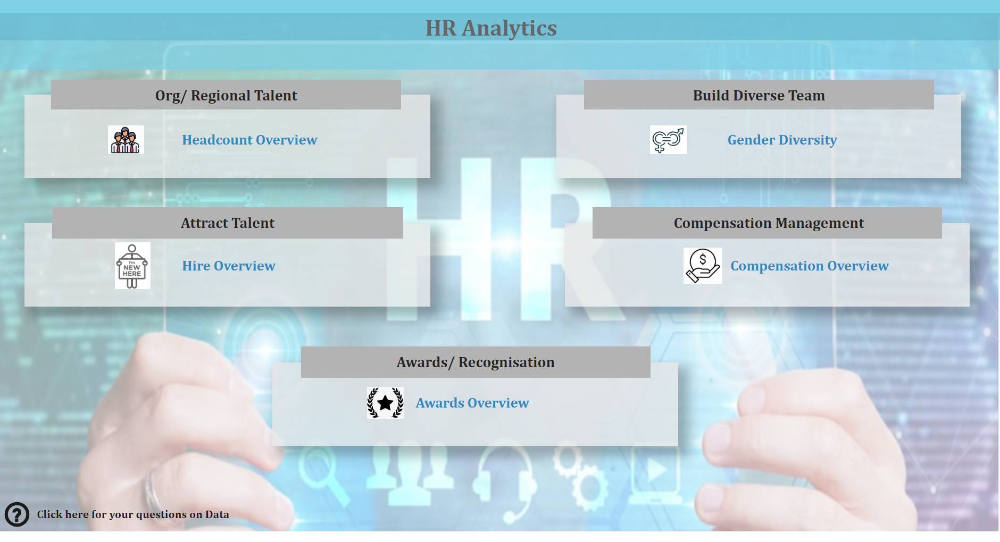 HR Analytics
Org/ Regional Talent
Headcount Overview
Build Diverse Team
Gender Diversity
Attract Talent
I'm
NEW
HERE
Hire Overview
Compensation Management
$
Compensation Overview
HR
Awards/ Recognisation
Awards Overview
? Click here for your questions on Data